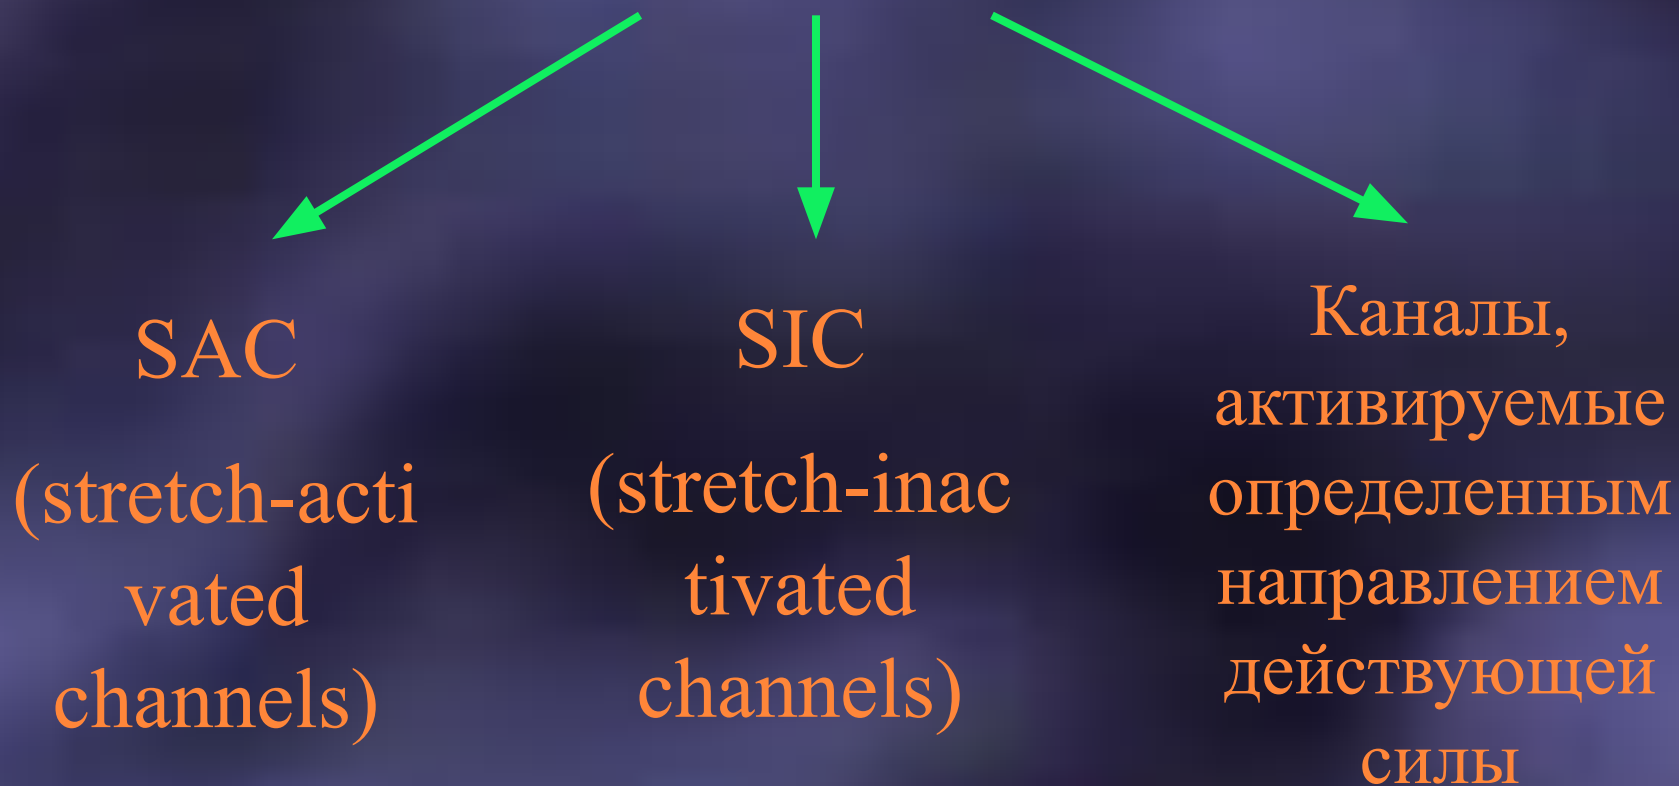 SAC
(stretch-acti
vated
channels)
SIC
(stretch-inac
tivated
channels)
Каналы,
активируемые
определенным
направлением
действующей
силы